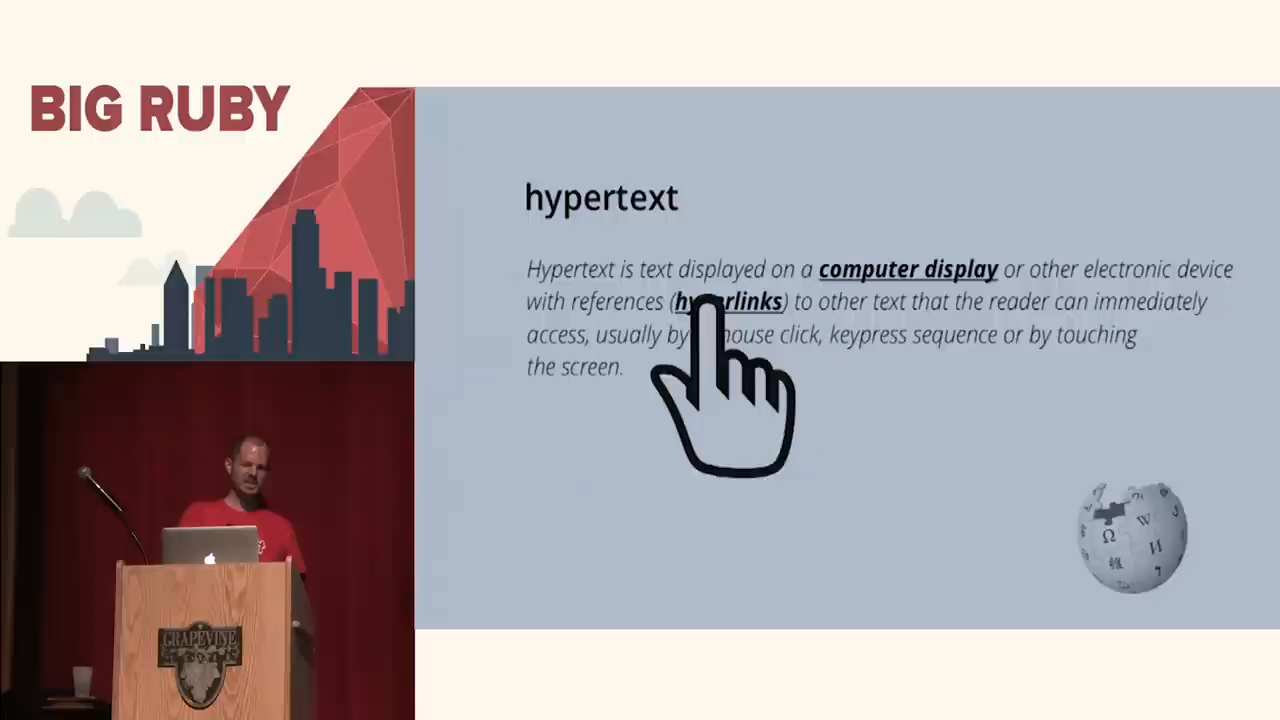 BIG RUBY
hypertext
Hypertext is text displayed on a computer display or other electronic device
with references (hyperlinks) to other text that the reader can immediately
access, usually by mouse click, keypress sequence or by touching
the screen.
Ω W И
GRAPEVINE
TEXAS